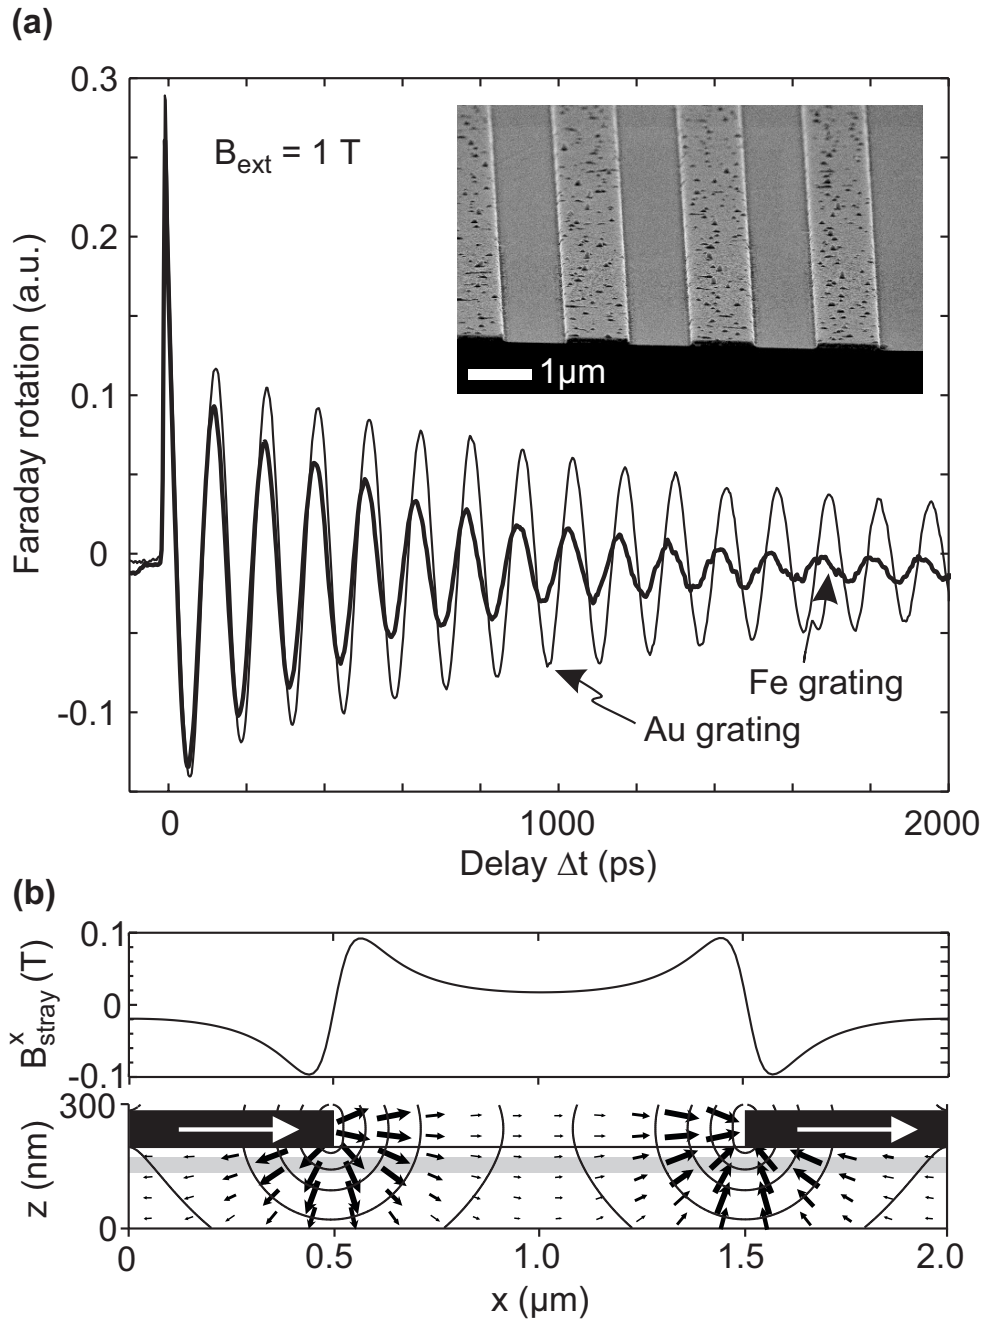 (a)
0.3
0.2
0.1
0
-0.1
Faraday rotation (a.u.)
B_ext = 1 T
1µm
Fe grating
Au grating
0 1000 2000
Delay Δt (ps)
(b)
0.1
0
-0.1
B^x_stray (T)
300
0
z (nm)
0 0.5 1.0 1.5 2.0
x (µm)